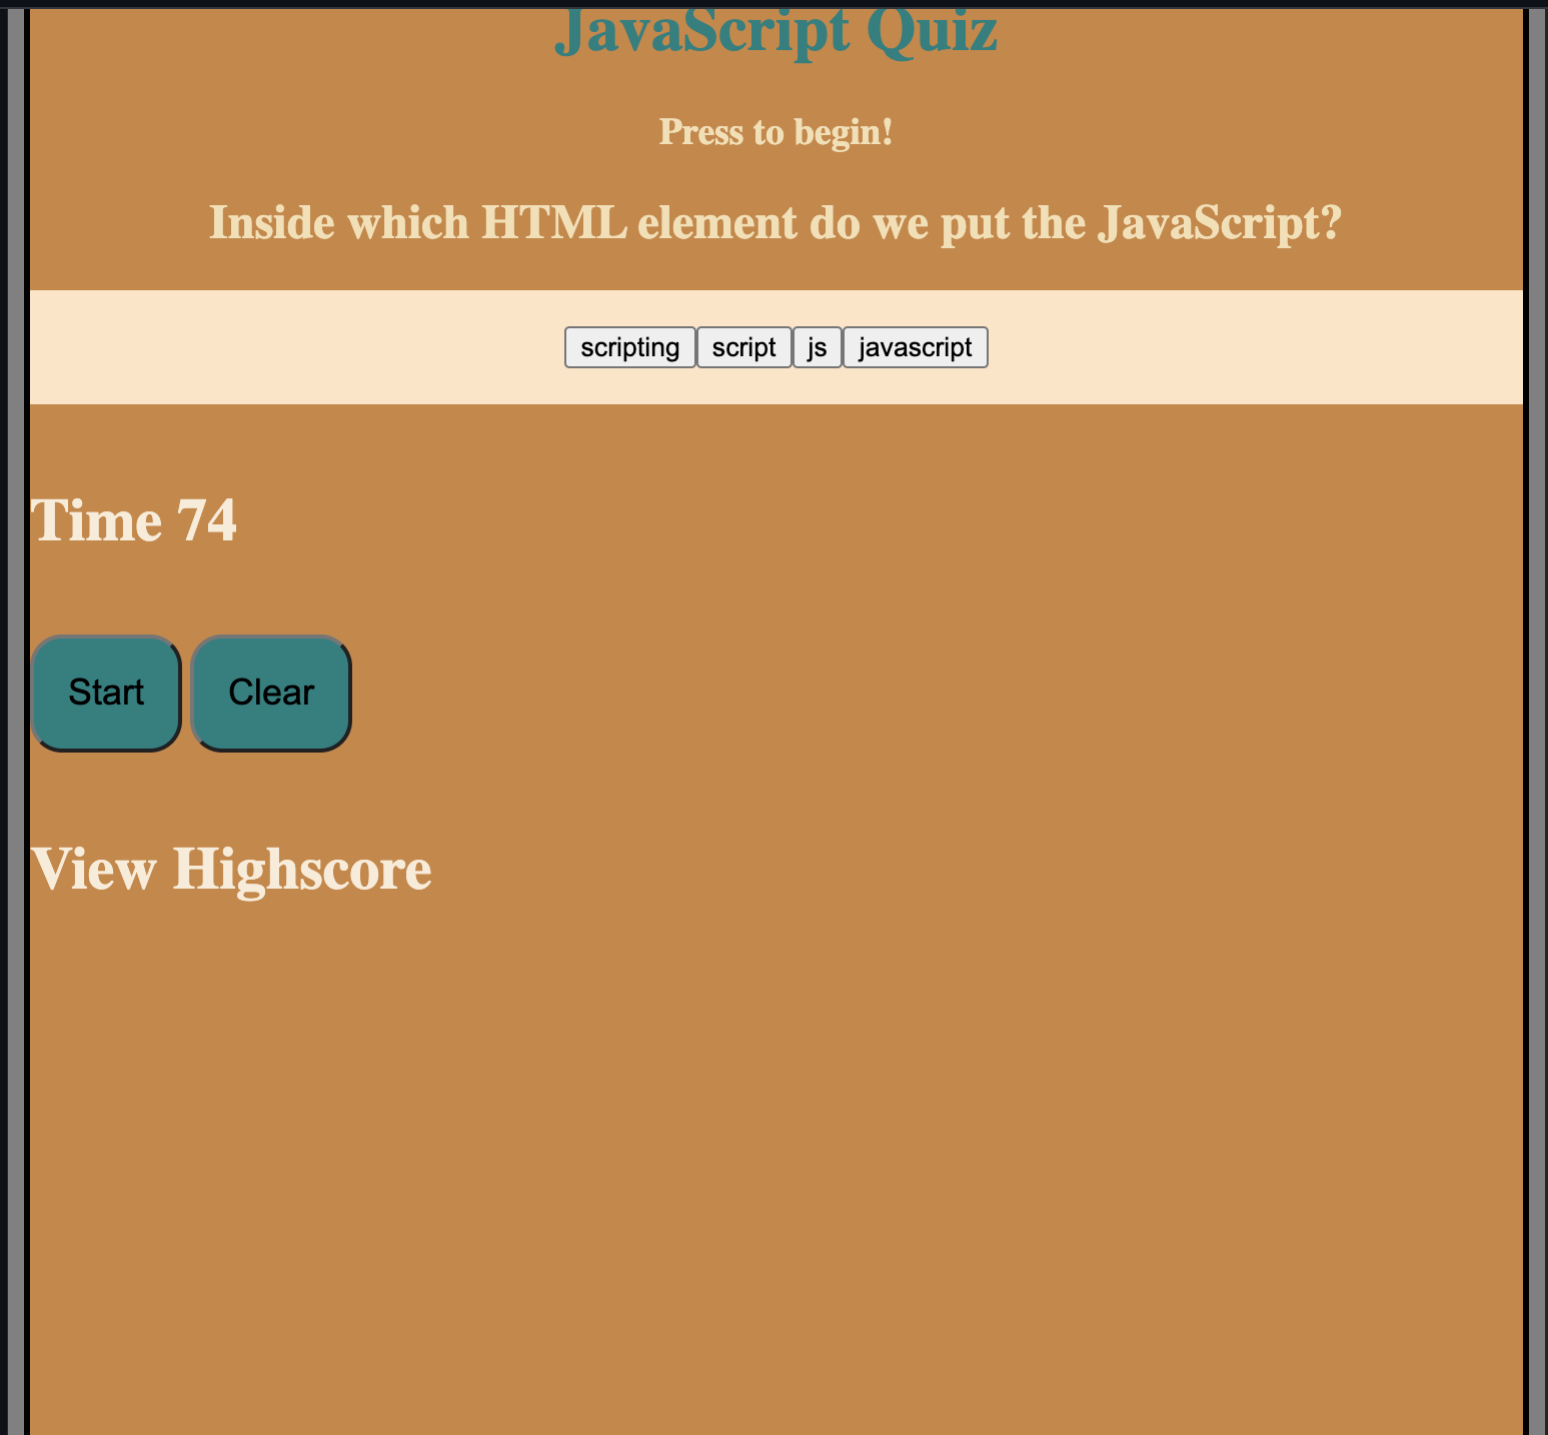 JavaScript Quiz
Press to begin!
Inside which HTML element do we put the JavaScript?
scripting script js javascript
Time 74
Start Clear
View Highscore